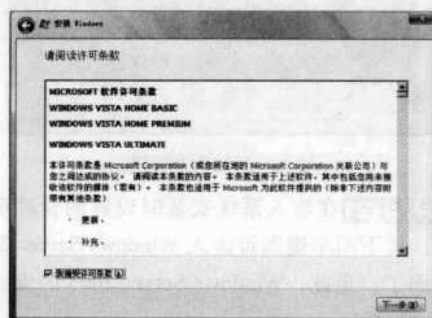 安装 Windows
请阅读许可条款
MICROSOFT 软件许可条款
WINDOWS VISTA HOME BASIC
WINDOWS VISTA HOME PREMIUM
WINDOWS VISTA ULTIMATE
本许可条款是 Microsoft Corporation（或您所在地的 Microsoft Corporation 关联公司）与
您之间达成的协议。 请阅读本条款的内容。 本条款适用于上述软件，其中包括您用来接
收该软件的媒体（若有）。 本条款也适用于 Microsoft 为此软件提供的（除非下述内容附
带有其他条款）
更新、
补充、
我接受许可条款(A)
下一步(N)